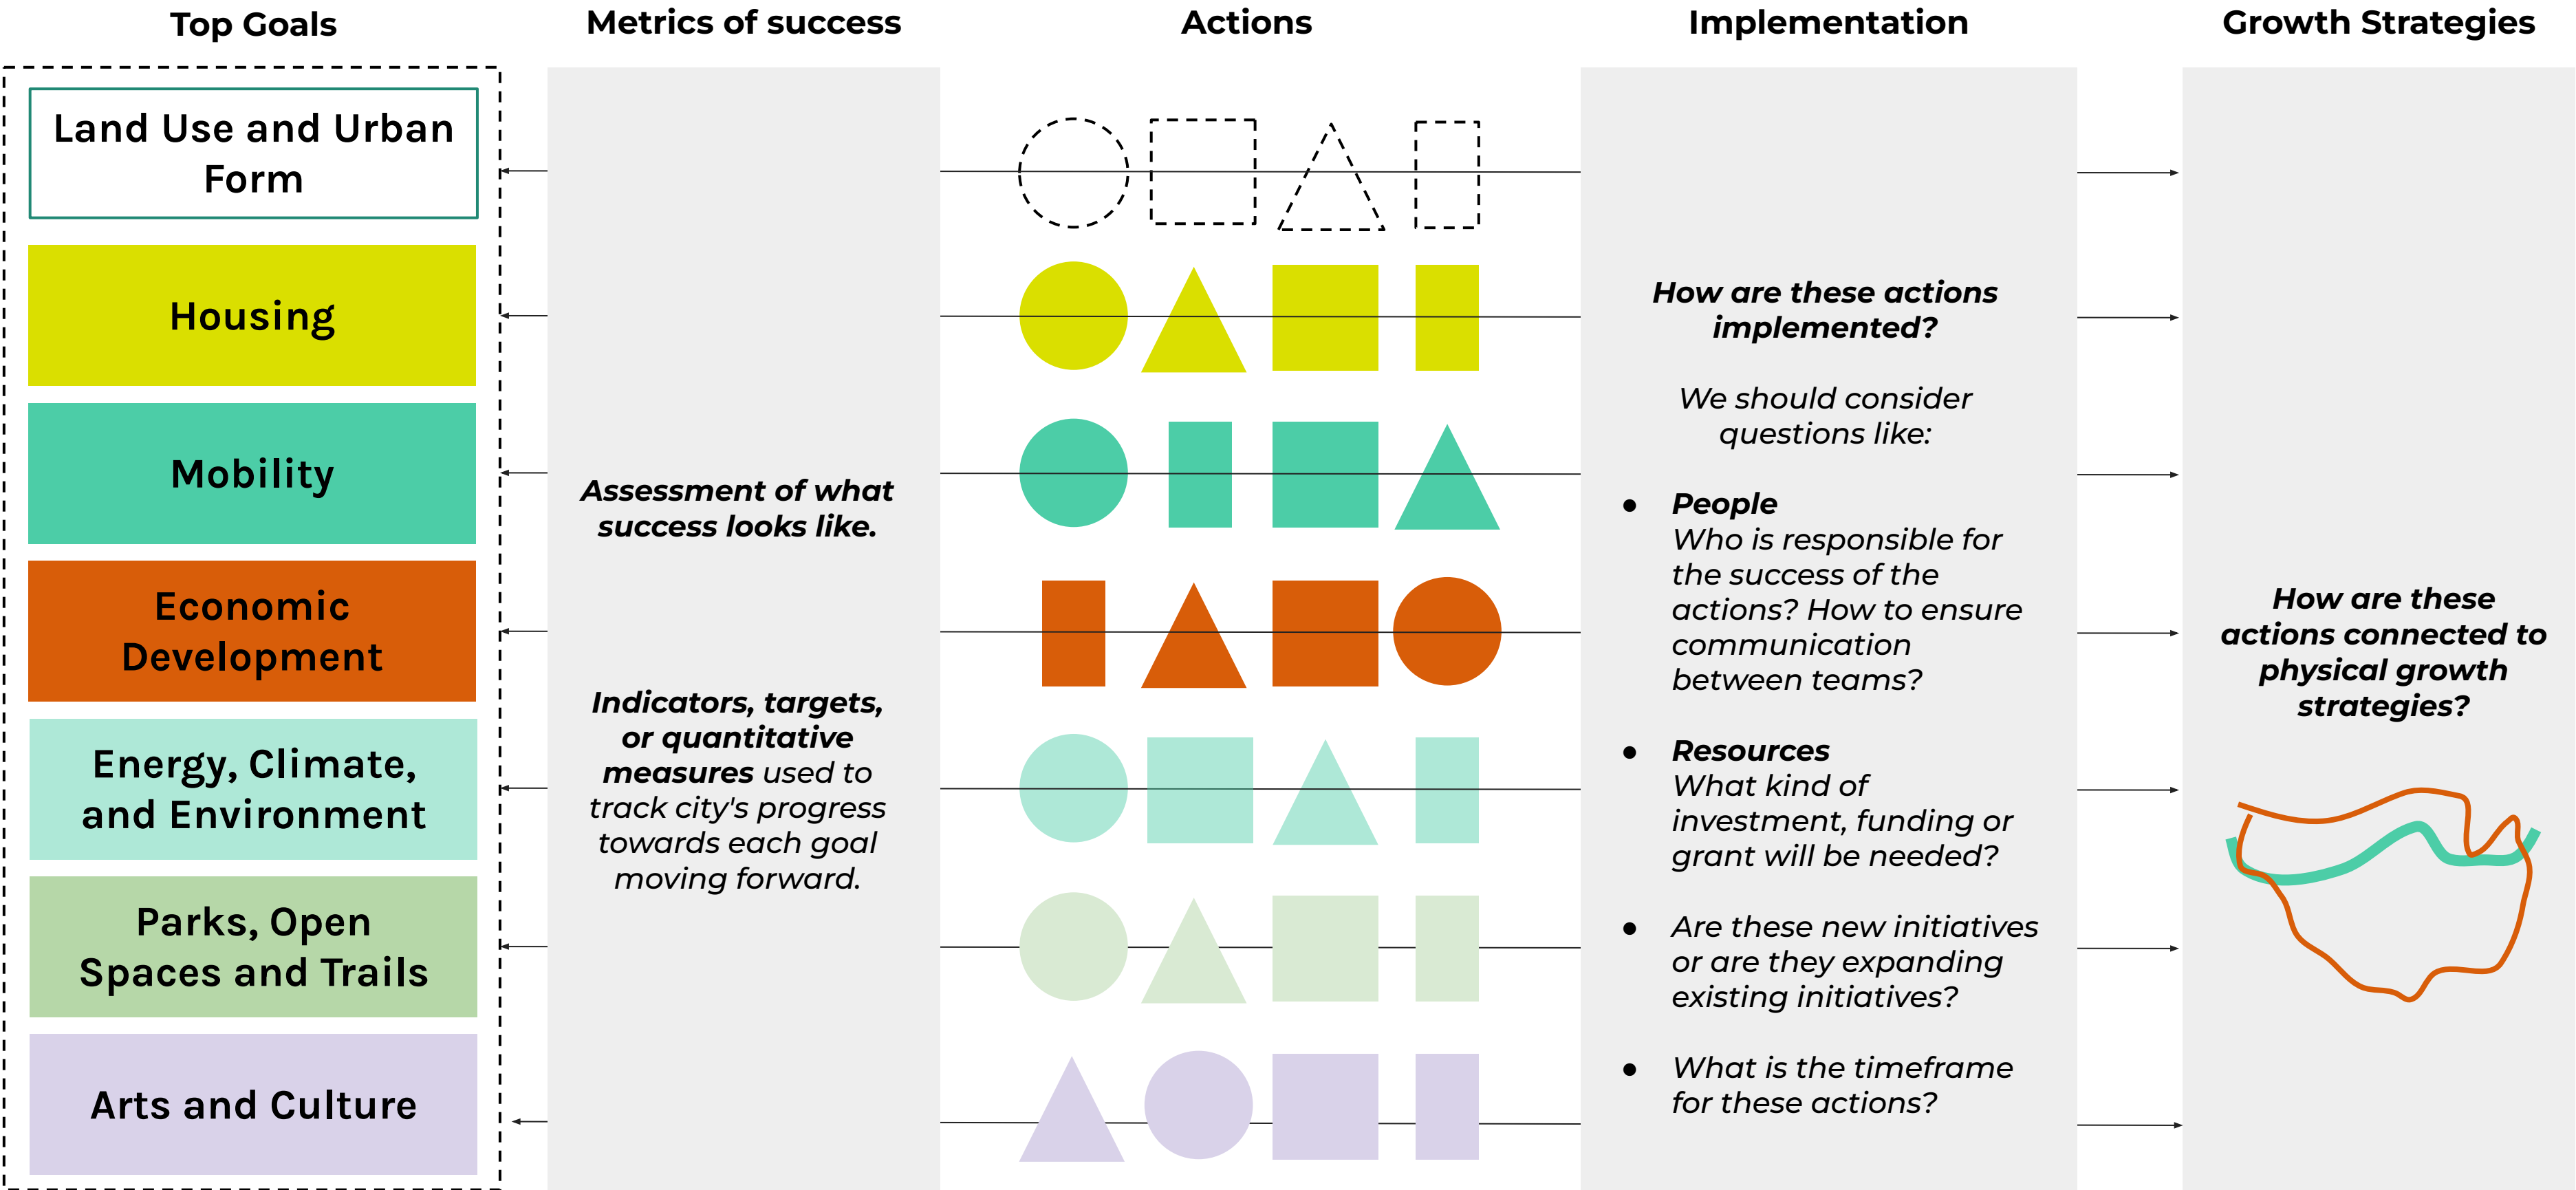 Top Goals
Metrics of success
Actions
Implementation
Growth Strategies
Land Use and Urban
Form
Housing
Mobility
Economic
Development
Energy, Climate,
and Environment
Parks, Open
Spaces and Trails
Arts and Culture
Assessment of what
success looks like.
Indicators, targets,
or quantitative
measures used to
track city's progress
towards each goal
moving forward.
How are these actions
implemented?
We should consider
questions like:
● People
Who is responsible for
the success of the
actions? How to ensure
communication
between teams?
● Resources
What kind of
investment, funding or
grant will be needed?
● Are these new initiatives
or are they expanding
existing initiatives?
● What is the timeframe
for these actions?
How are these
actions connected to
physical growth
strategies?